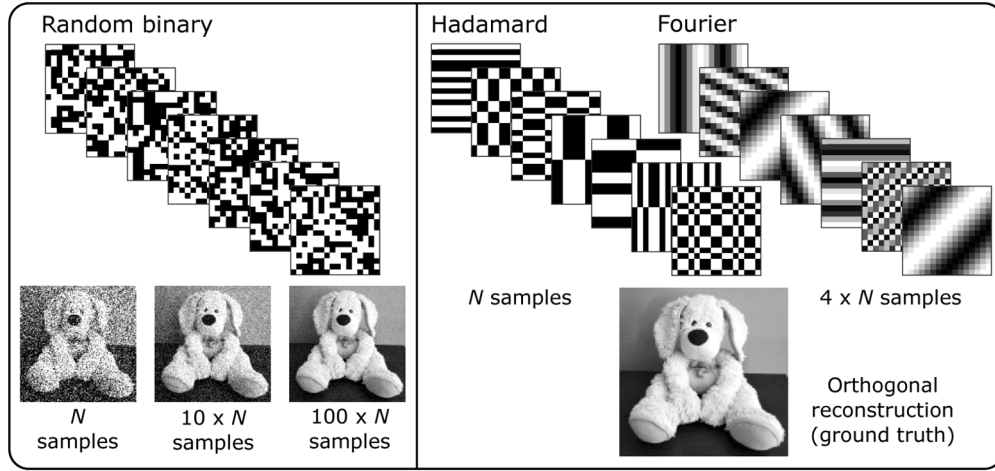 Random binary
N
samples
10 x N
samples
100 x N
samples
Hadamard
Fourier
N samples
4 x N samples
Orthogonal
reconstruction
(ground truth)